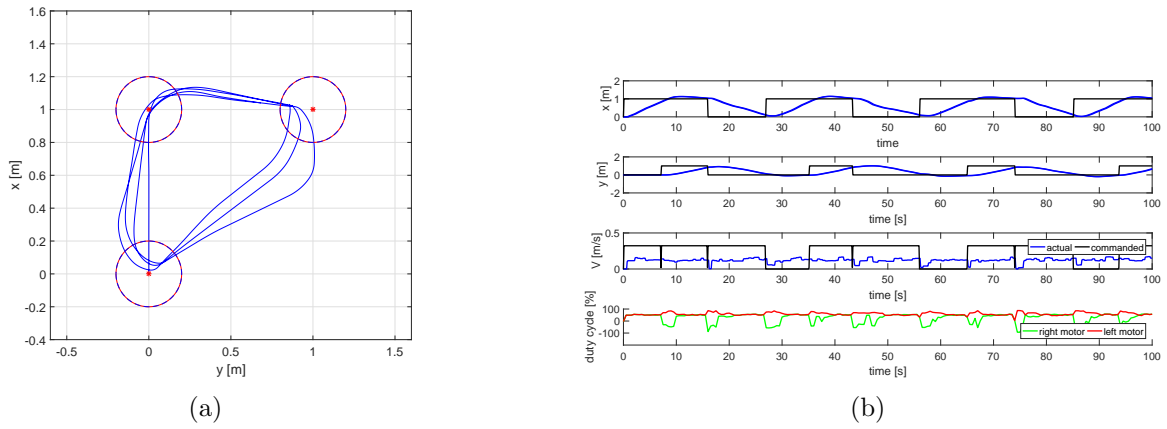 1.6
1.4
1.2
1
0.8
0.6
0.4
0.2
0
-0.2
-0.4
x [m]
-0.5 0 0.5 1 1.5
y [m]
(a)
x [m]
2
1
0
0 10 20 30 40 50 60 70 80 90 100
time
y [m]
2
0
0 10 20 30 40 50 60 70 80 90 100
time [s]
V [m/s]
0.5
0
actual commanded
0 10 20 30 40 50 60 70 80 90 100
time [s]
duty cycle [%]
100
0
-100
right motor left motor
0 10 20 30 40 50 60 70 80 90 100
time [s]
(b)